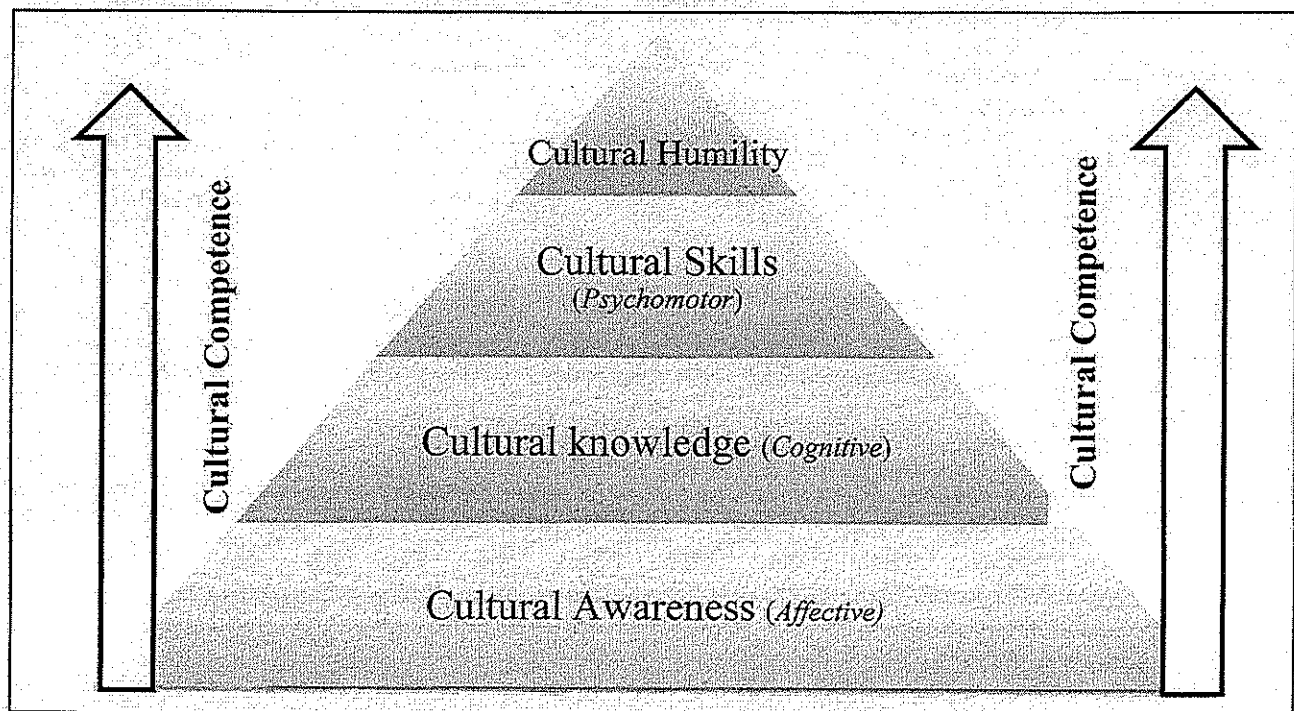 Cultural Humility
Cultural Skills
(Psychomotor)
Cultural Competence
Cultural Competence
Cultural knowledge (Cognitive)
Cultural Awareness (Affective)